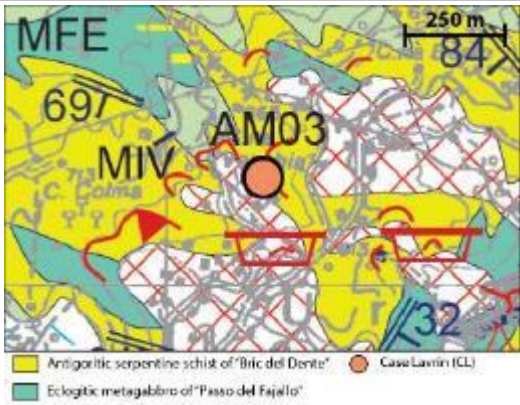 MFE
250 m
84
69
AM03
MIV
C. Colma
32
Antigoritic serpentine schist of "Bric del Dente"
Case Lavrin (CL)
Eclogitic metagabbro of "Passo del Fajallo"